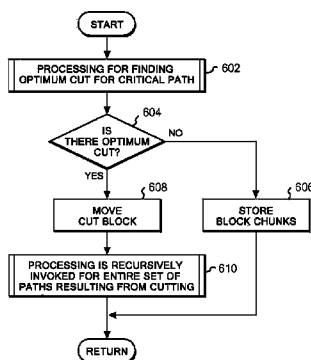 START
PROCESSING FOR FINDING
OPTIMUM CUT FOR CRITICAL PATH
602
604
IS
THERE OPTIMUM
CUT?
NO
YES
608
606
MOVE
CUT BLOCK
STORE
BLOCK CHUNKS
PROCESSING IS RECURSIVELY
INVOKED FOR ENTIRE SET OF
PATHS RESULTING FROM CUTTING
610
RETURN